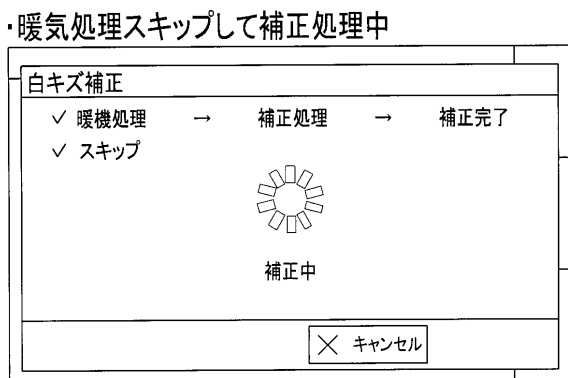 ・暖気処理スキップして補正処理中
白キズ補正
✓ 暖機処理 → 補正処理 → 補正完了
✓ スキップ
補正中
× キャンセル